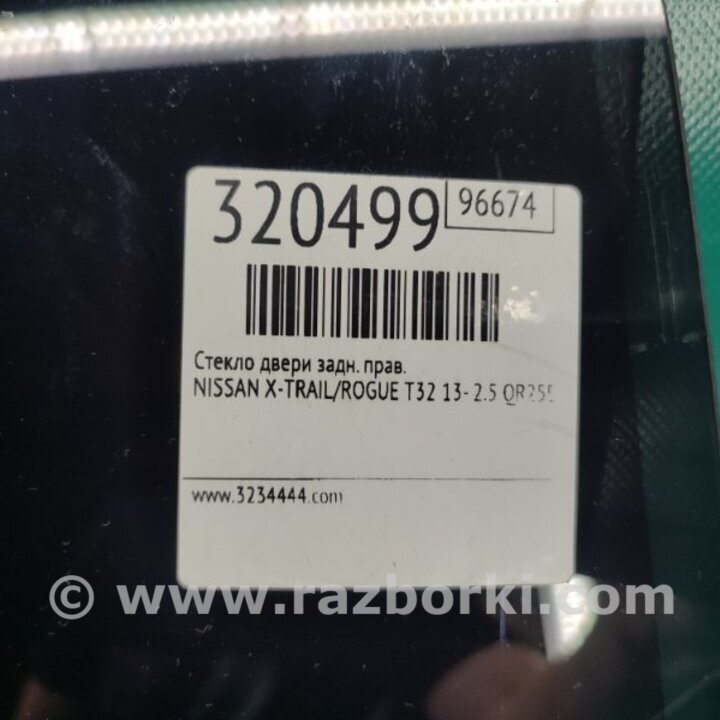 320499 96674
Стекло двери задн. прав.
NISSAN X-TRAIL/ROGUE T32 13- 2.5
www.3234444.com
© www.razborki.com